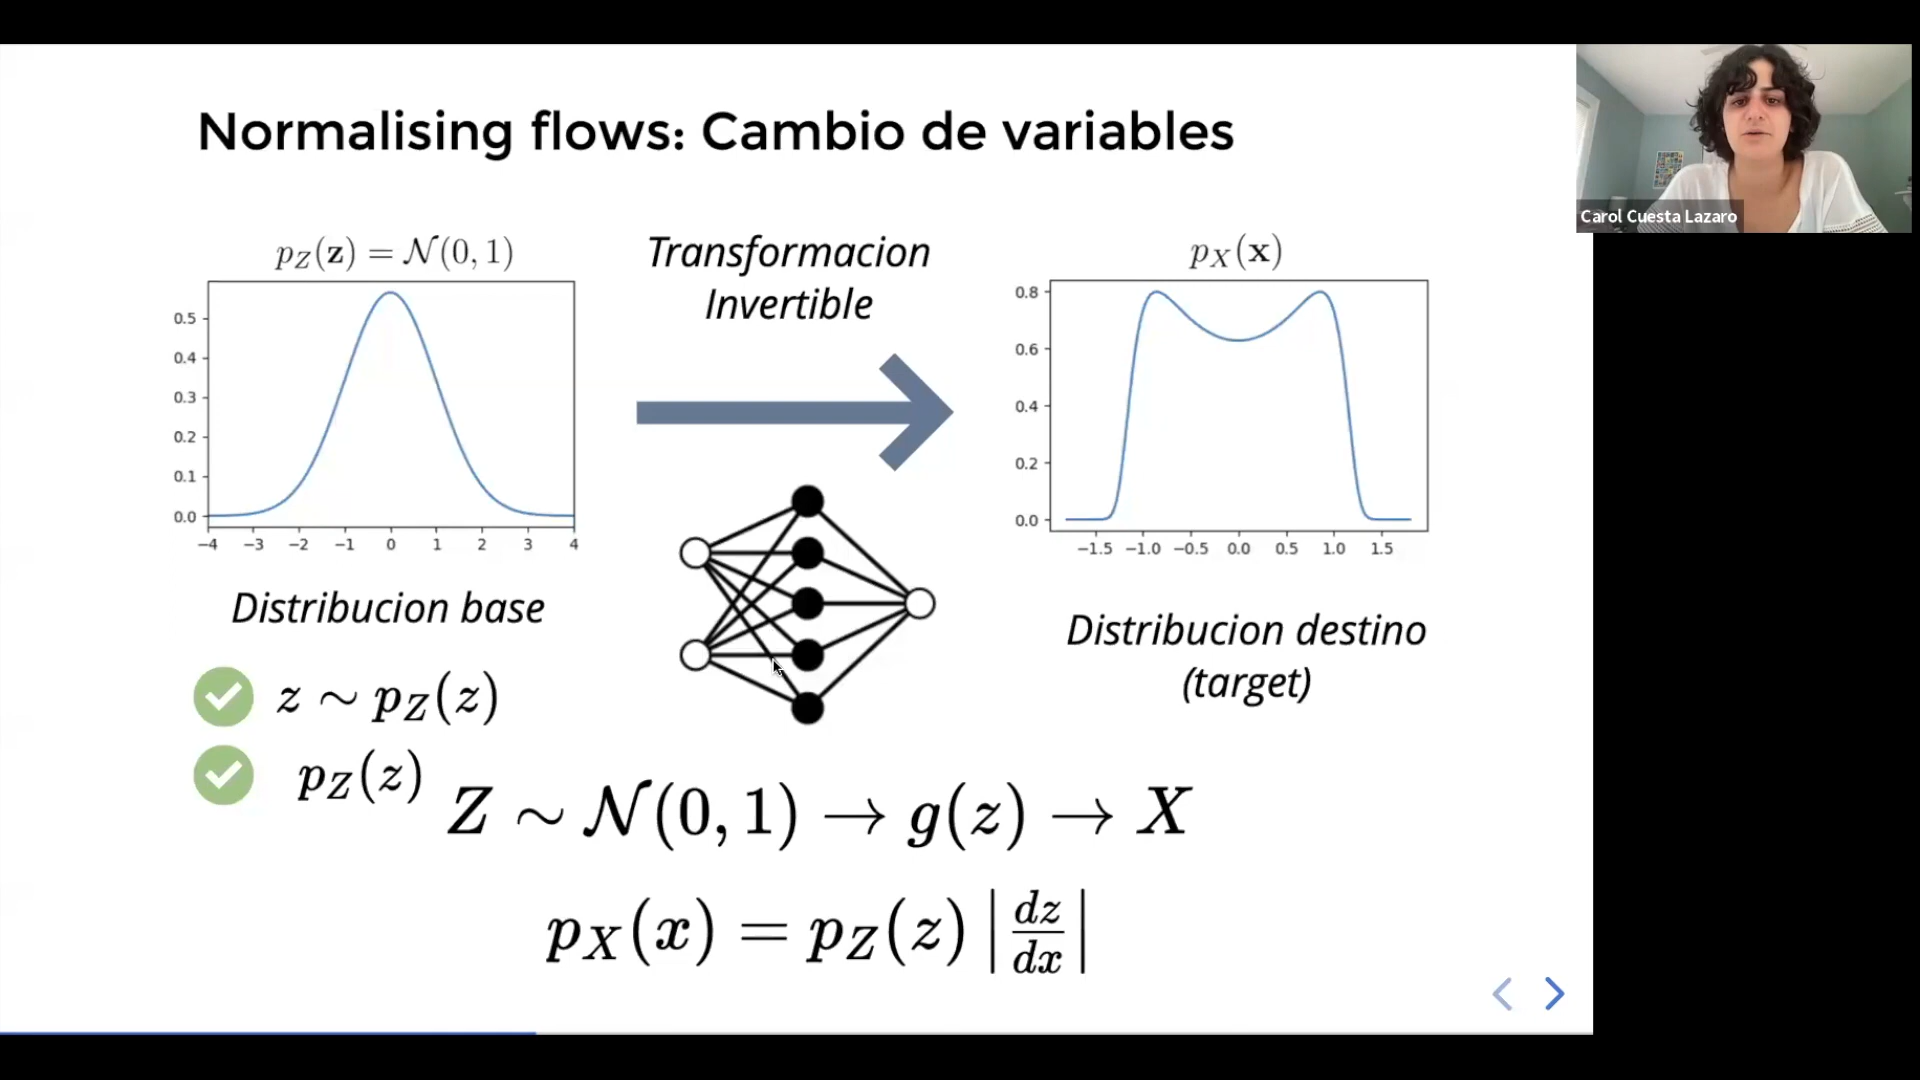 Normalising flows: Cambio de variables
Carol Cuesta Lazaro
p_Z(z) = N(0, 1)
Transformacion
Invertible
p_X(x)
0.5
0.4
0.3
0.2
0.1
0.0
−4 −3 −2 −1 0 1 2 3 4
0.8
0.6
0.4
0.2
0.0
−1.5 −1.0 −0.5 0.0 0.5 1.0 1.5
Distribucion base
Distribucion destino
(target)
z ∼ p_Z(z)
p_Z(z)
Z ∼ N(0, 1) → g(z) → X
p_X(x) = p_Z(z) |dz/dx|